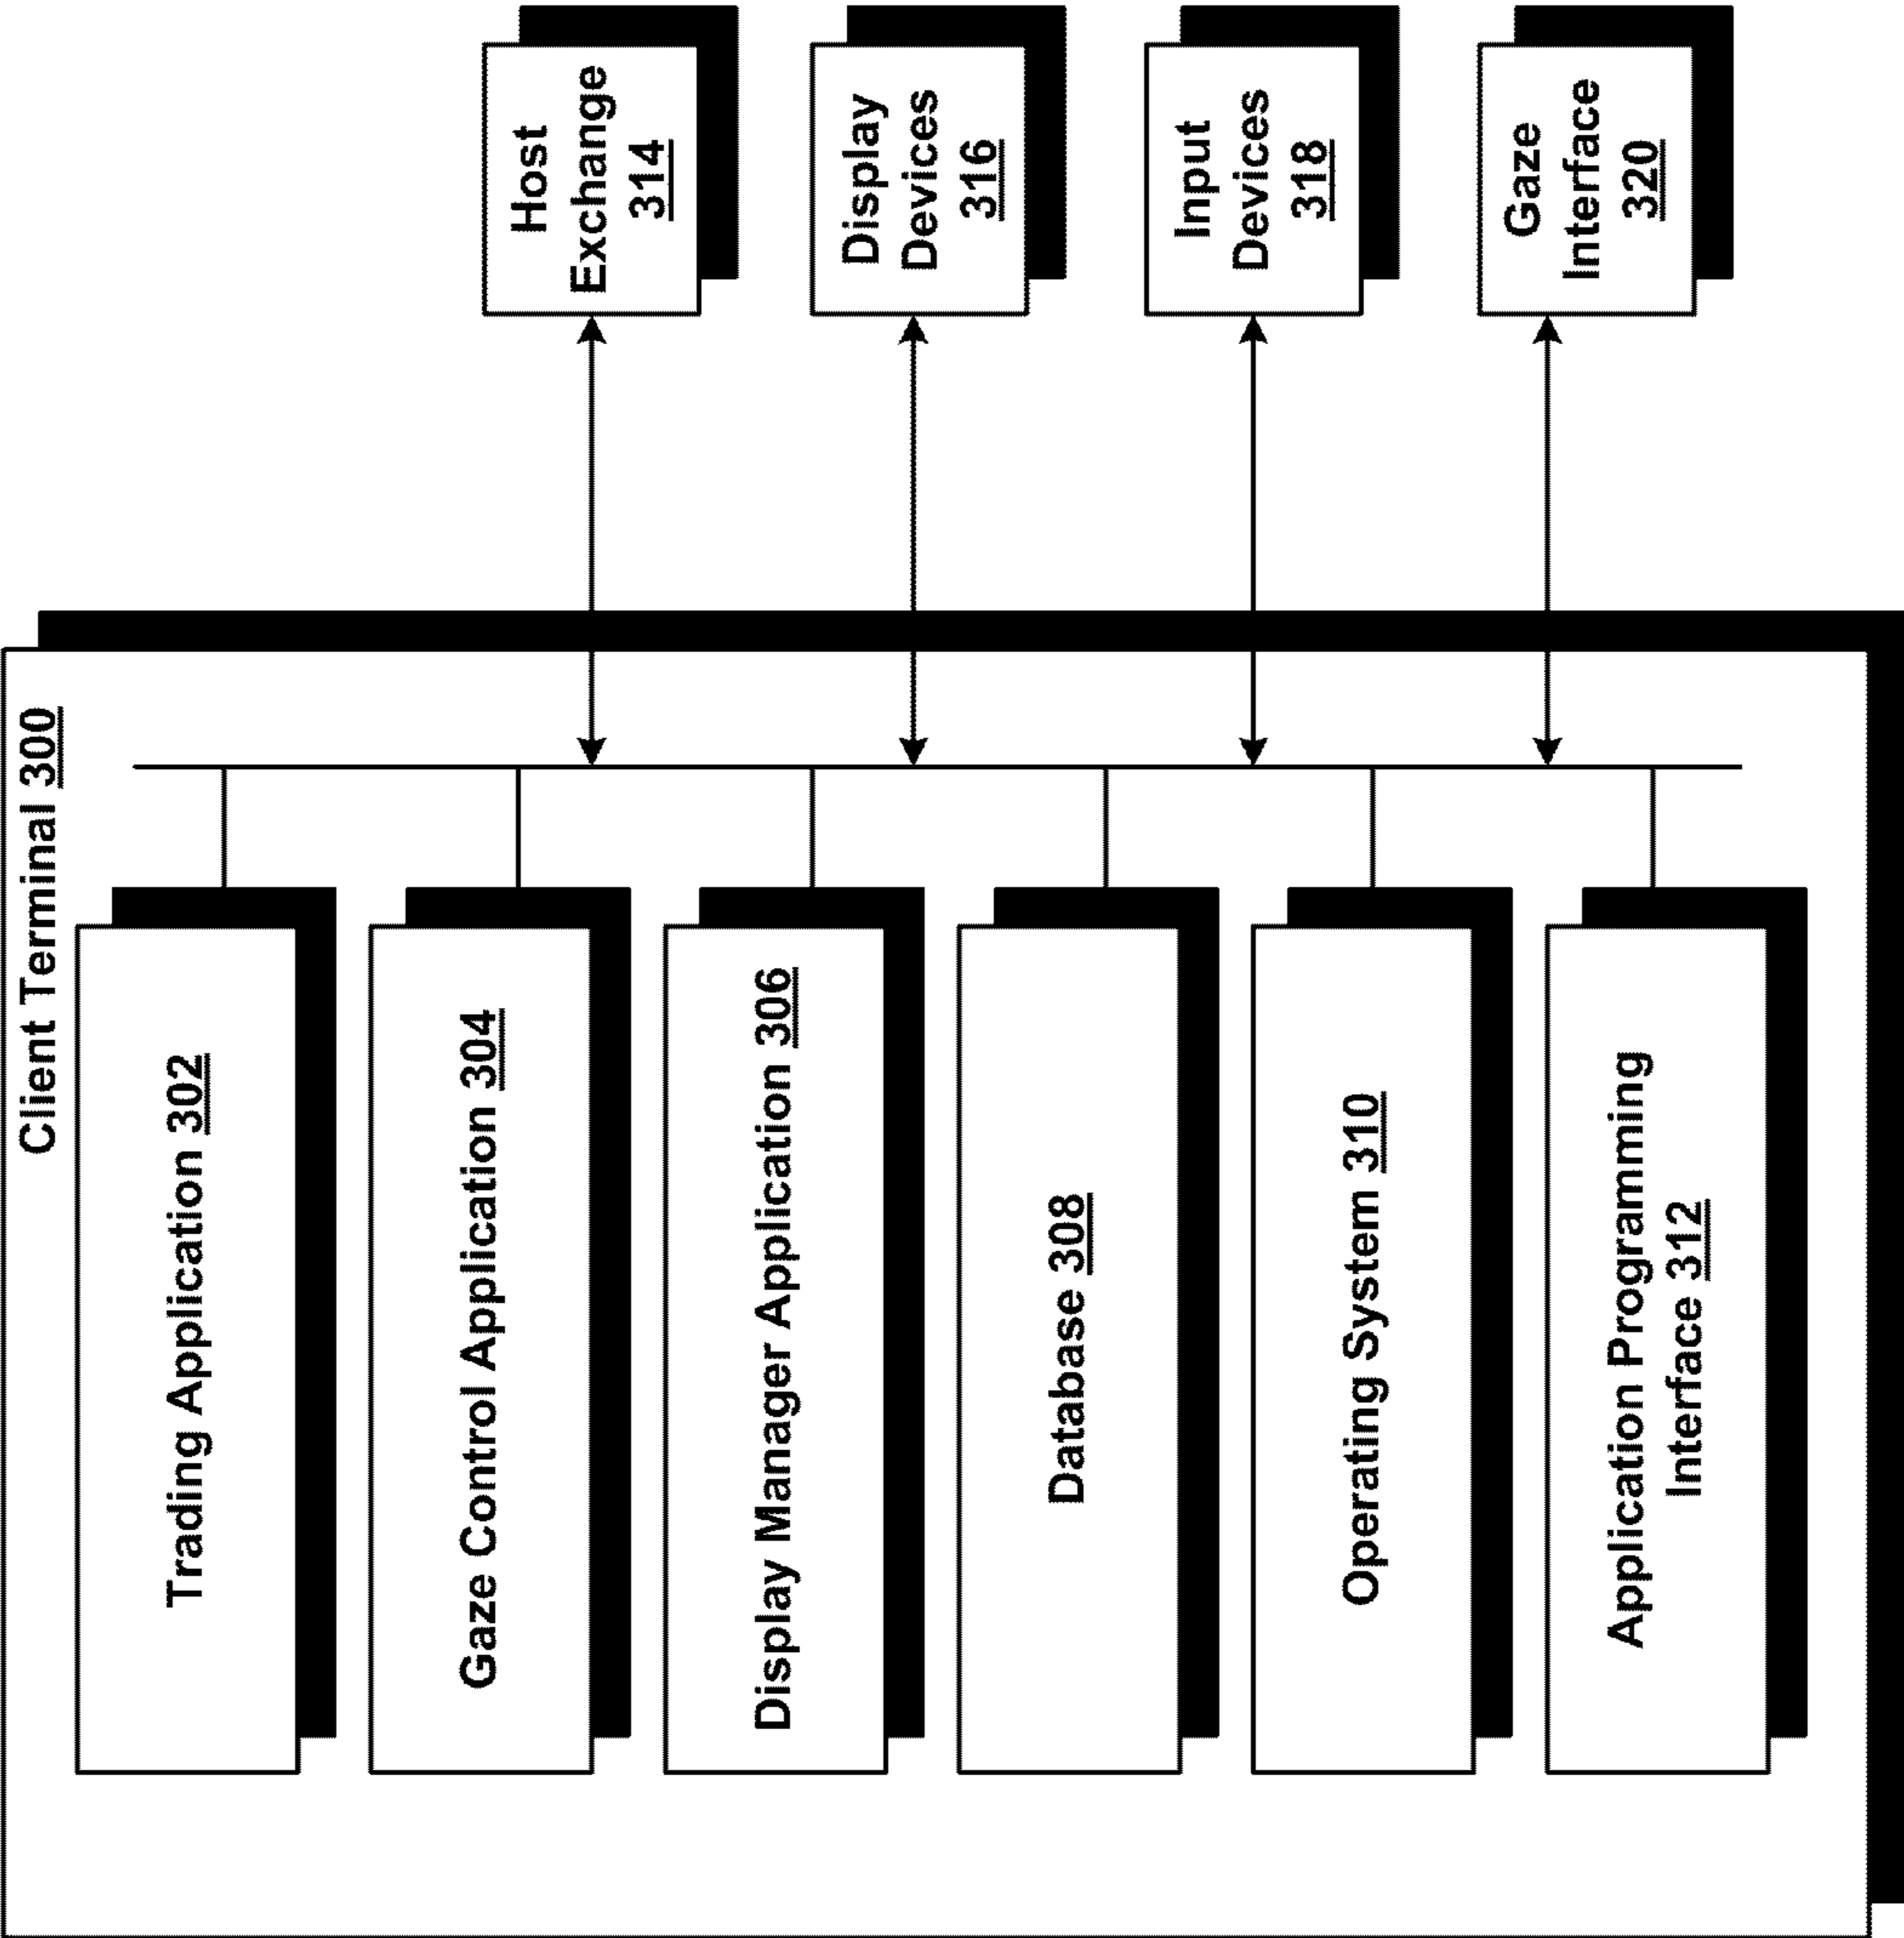 Client Terminal 300
Trading Application 302
Gaze Control Application 304
Display Manager Application 306
Database 308
Operating System 310
Application Programming
Interface 312
Host
Exchange
314
Display
Devices
316
Input
Devices
318
Gaze
Interface
320